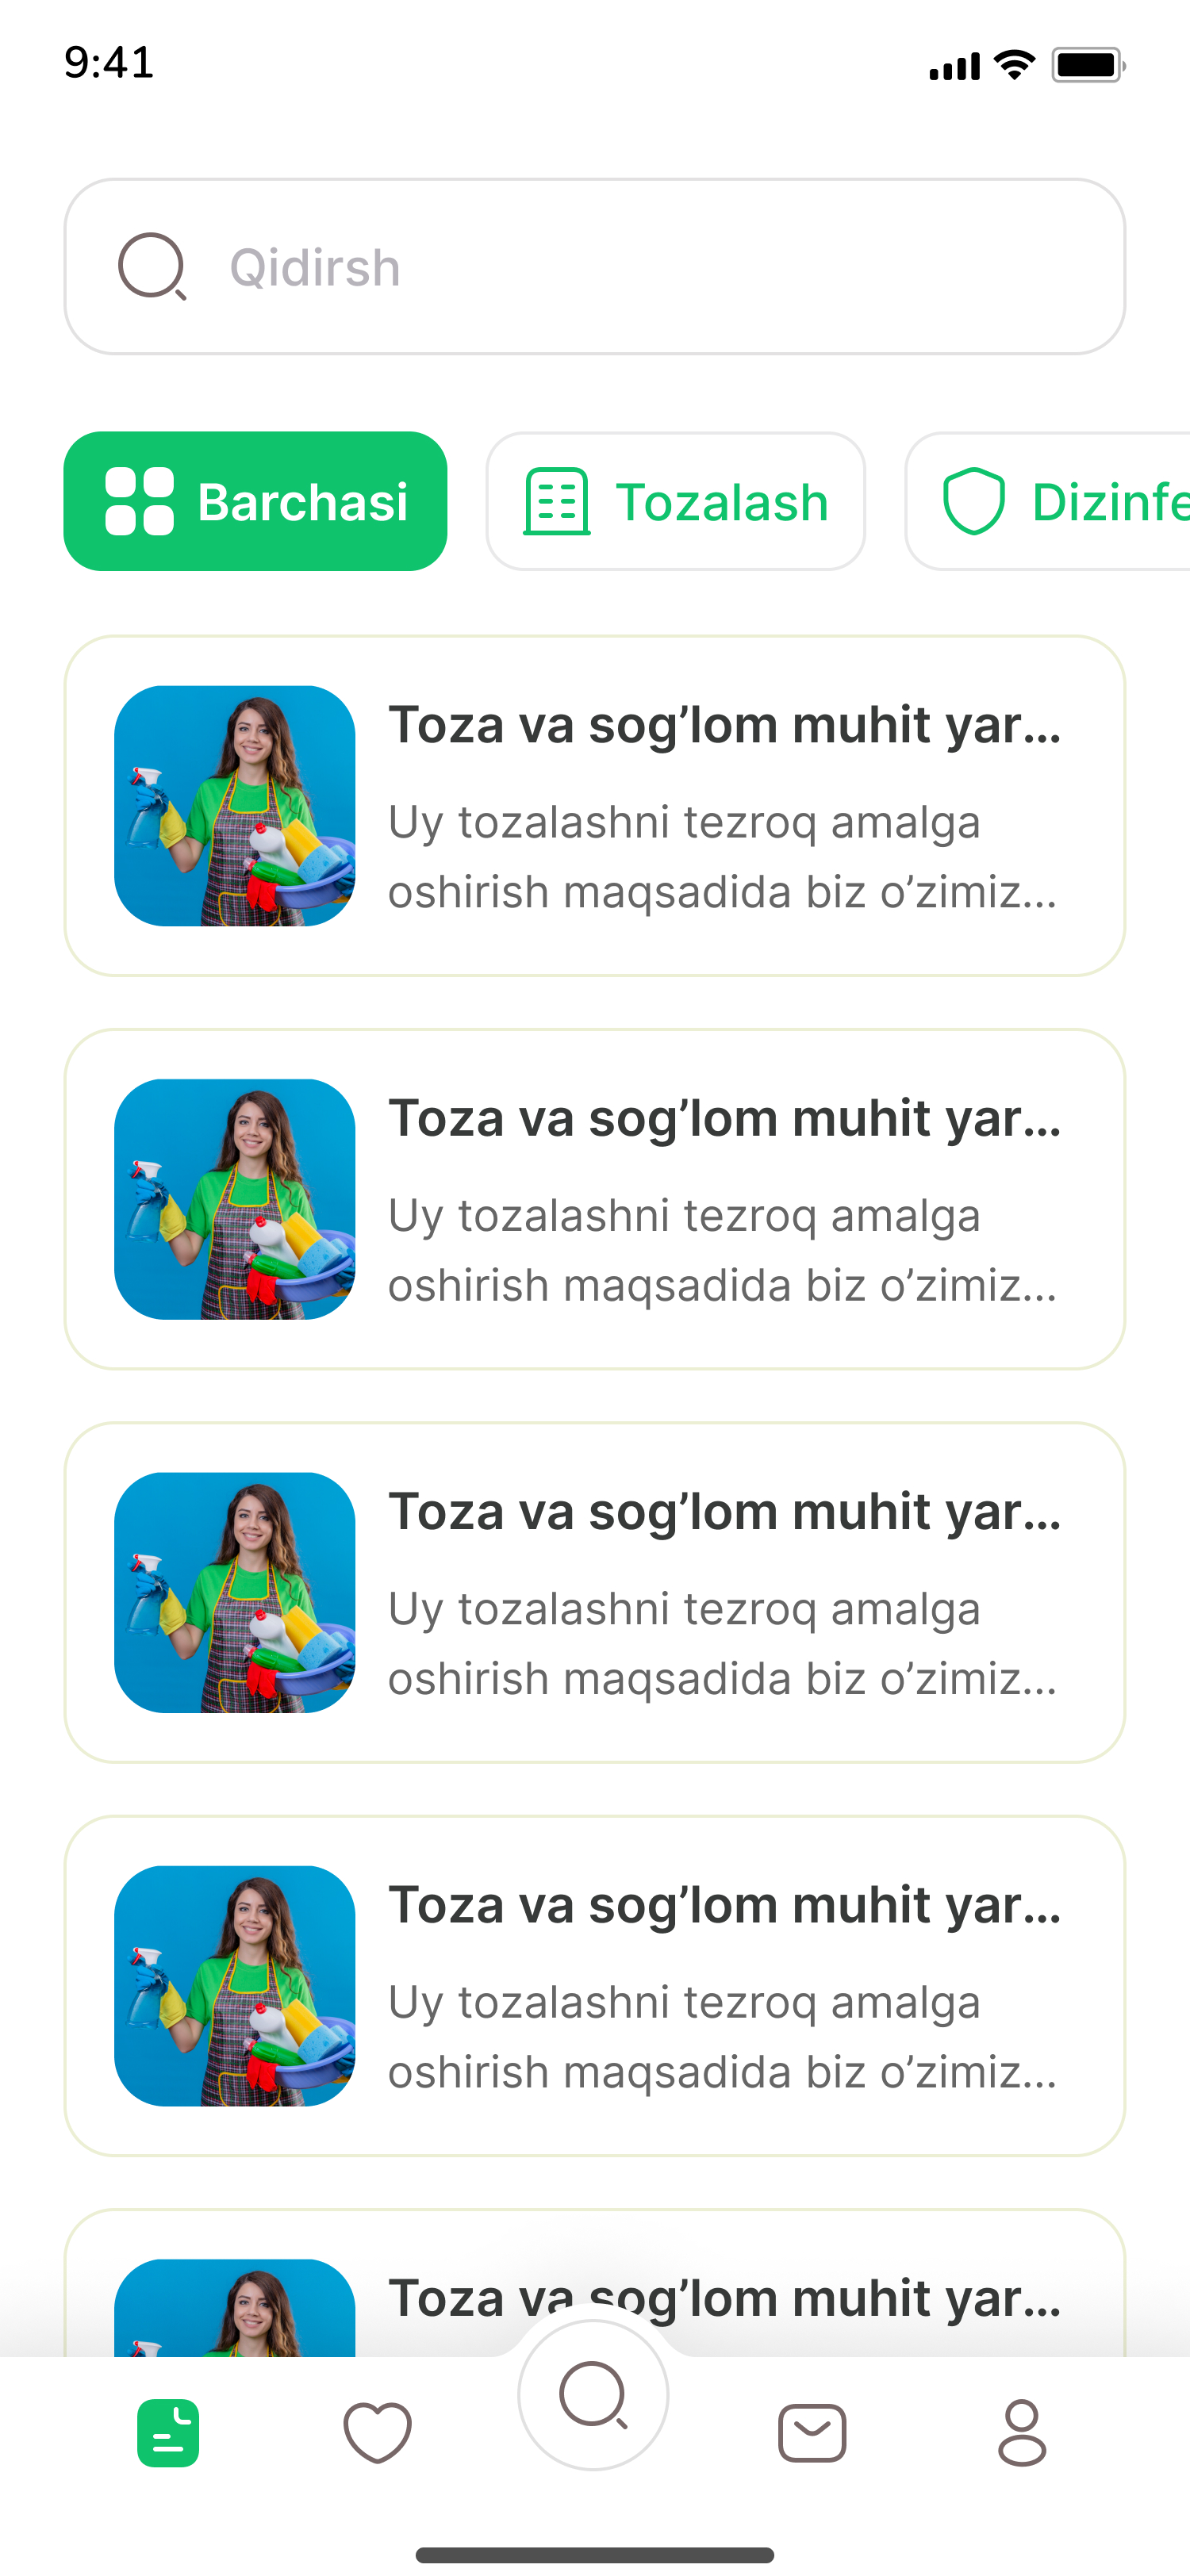 9:41
Qidirsh
Barchasi
Tozalash
Dizinfe
Toza va sog’lom muhit yar...
Uy tozalashni tezroq amalga
oshirish maqsadida biz o’zimiz...
Toza va sog’lom muhit yar...
Uy tozalashni tezroq amalga
oshirish maqsadida biz o’zimiz...
Toza va sog’lom muhit yar...
Uy tozalashni tezroq amalga
oshirish maqsadida biz o’zimiz...
Toza va sog’lom muhit yar...
Uy tozalashni tezroq amalga
oshirish maqsadida biz o’zimiz...
Toza va sog’lom muhit yar...